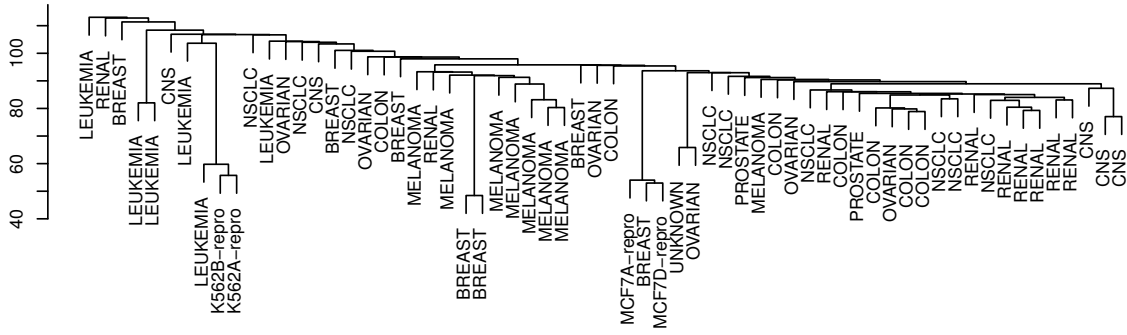 100
80
60
40
LEUKEMIA
RENAL
BREAST
LEUKEMIA
LEUKEMIA
CNS
LEUKEMIA
LEUKEMIA
K562B−repro
K562A−repro
NSCLC
LEUKEMIA
OVARIAN
NSCLC
CNS
BREAST
NSCLC
OVARIAN
COLON
BREAST
MELANOMA
RENAL
MELANOMA
BREAST
BREAST
MELANOMA
MELANOMA
MELANOMA
MELANOMA
MELANOMA
BREAST
OVARIAN
COLON
MCF7A−repro
BREAST
MCF7D−repro
UNKNOWN
OVARIAN
NSCLC
NSCLC
PROSTATE
MELANOMA
COLON
OVARIAN
NSCLC
RENAL
COLON
PROSTATE
COLON
OVARIAN
COLON
COLON
NSCLC
NSCLC
RENAL
NSCLC
RENAL
RENAL
RENAL
RENAL
RENAL
CNS
CNS
CNS